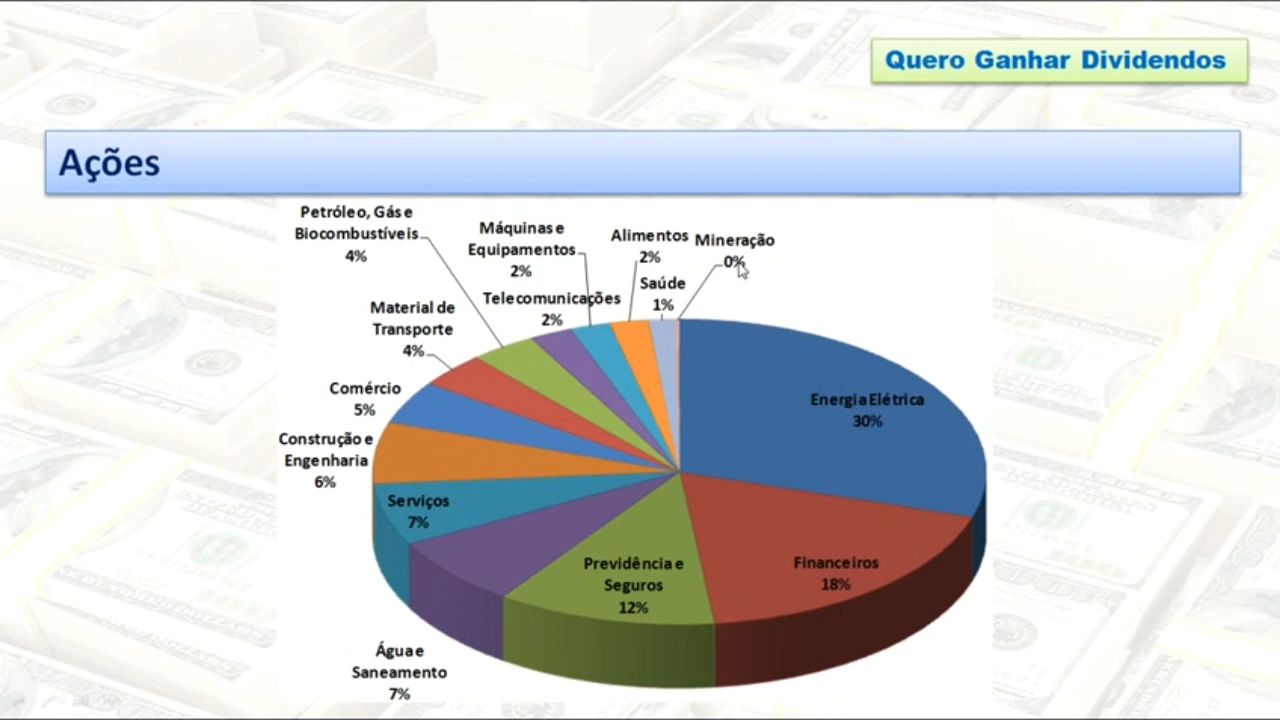 Quero Ganhar Dividendos
Ações
Petróleo, Gás e
Biocombustíveis
4%
Máquinas e
Equipamentos
2%
Alimentos
2%
Mineração
0%
Saúde
1%
Telecomunicações
2%
Material de
Transporte
4%
Comércio
5%
Construção e
Engenharia
6%
Serviços
7%
Água e
Saneamento
7%
Previdência e
Seguros
12%
Financeiros
18%
Energia Elétrica
30%